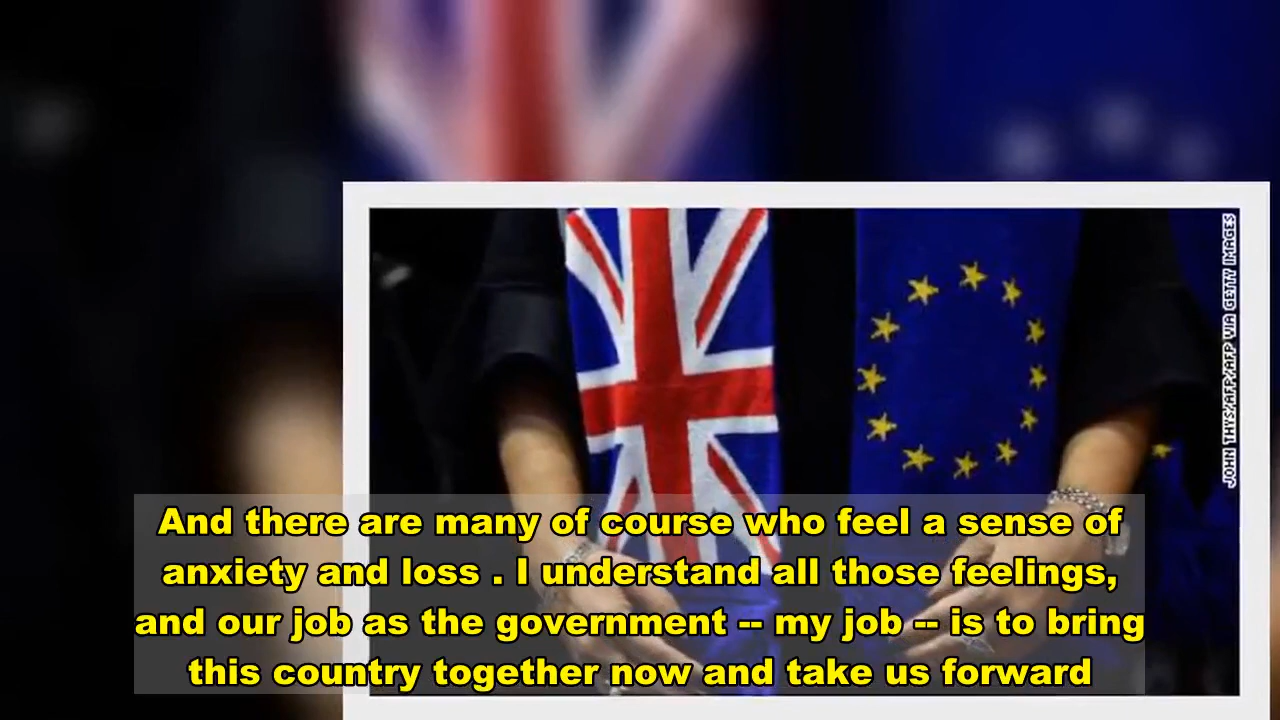 JOHN THYS/AFP/AFP VIA GETTY IMAGES
And there are many of course who feel a sense of
anxiety and loss . I understand all those feelings,
and our job as the government -- my job -- is to bring
this country together now and take us forward